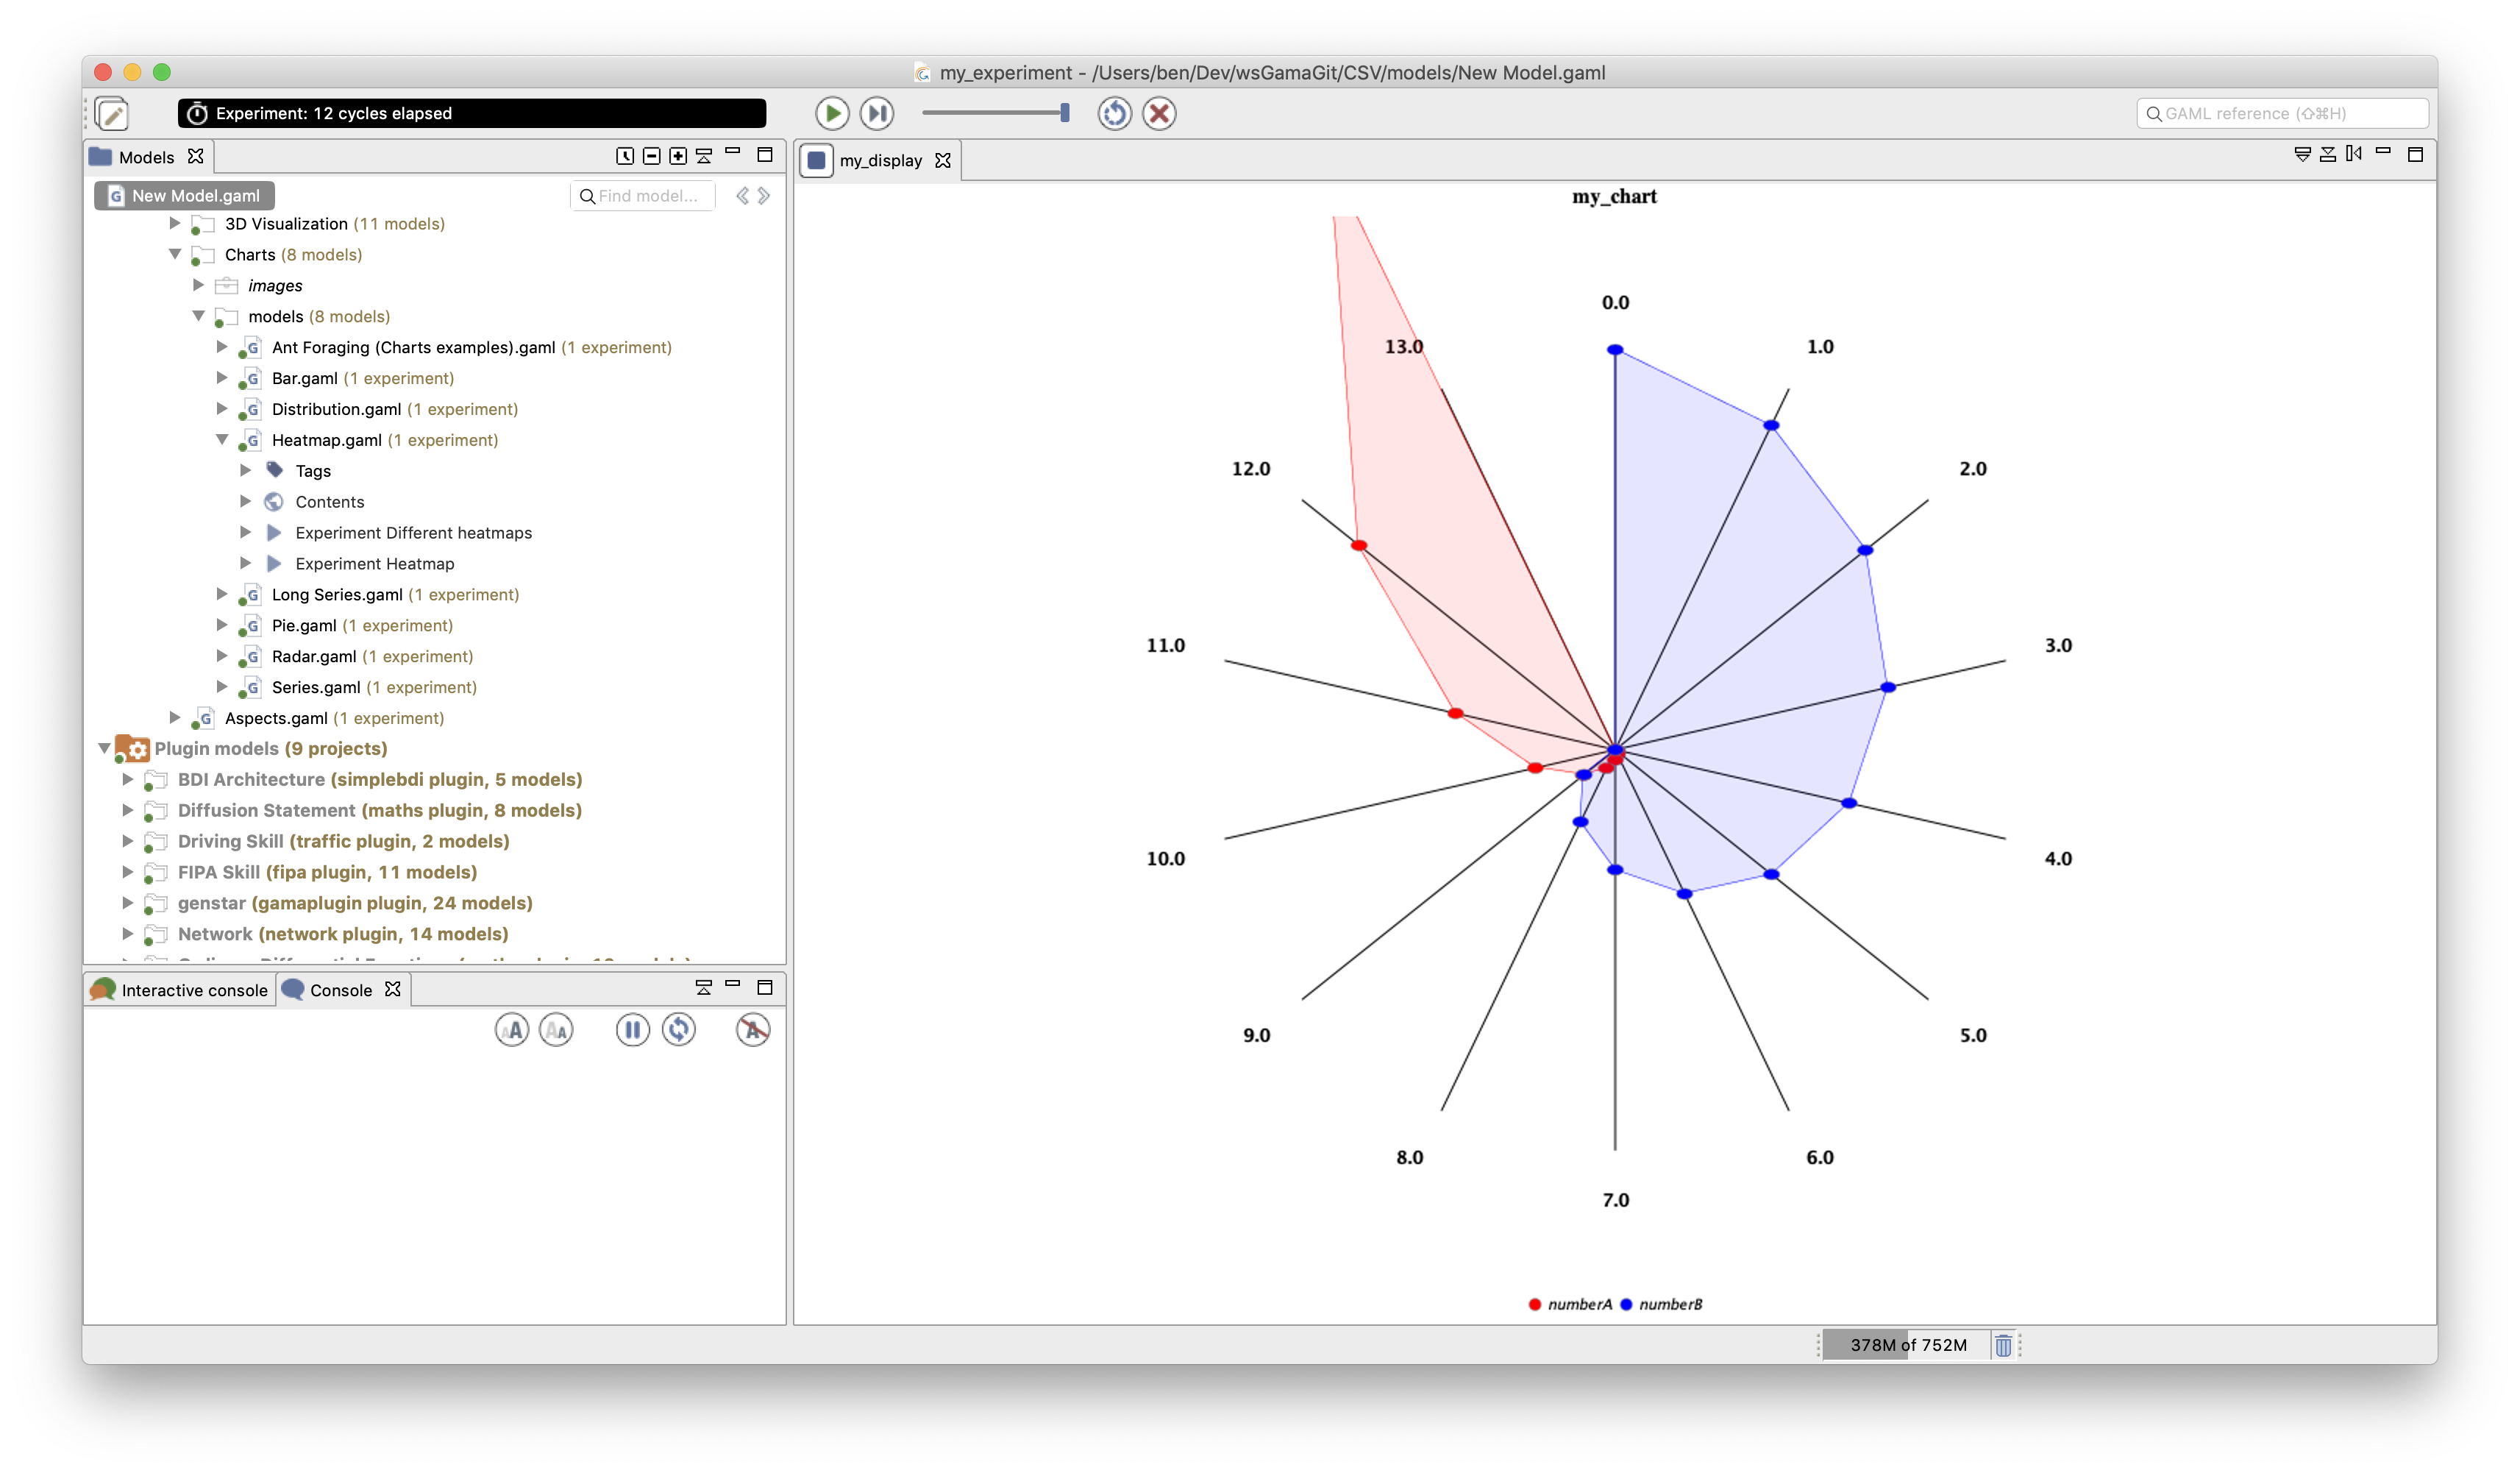 my_experiment - /Users/ben/Dev/wsGamaGit/CSV/models/New Model.gaml
Experiment: 12 cycles elapsed
GAML reference (⇧⌘H)
Models
New Model.gaml
Find model...
3D Visualization (11 models)
Charts (8 models)
images
models (8 models)
Ant Foraging (Charts examples).gaml (1 experiment)
Bar.gaml (1 experiment)
Distribution.gaml (1 experiment)
Heatmap.gaml (1 experiment)
Tags
Contents
Experiment Different heatmaps
Experiment Heatmap
Long Series.gaml (1 experiment)
Pie.gaml (1 experiment)
Radar.gaml (1 experiment)
Series.gaml (1 experiment)
Aspects.gaml (1 experiment)
Plugin models (9 projects)
BDI Architecture (simplebdi plugin, 5 models)
Diffusion Statement (maths plugin, 8 models)
Driving Skill (traffic plugin, 2 models)
FIPA Skill (fipa plugin, 11 models)
genstar (gamaplugin plugin, 24 models)
Network (network plugin, 14 models)
Interactive console
Console
my_display
my_chart
0.0
1.0
2.0
3.0
4.0
5.0
6.0
7.0
8.0
9.0
10.0
11.0
12.0
13.0
numberA numberB
378M of 752M